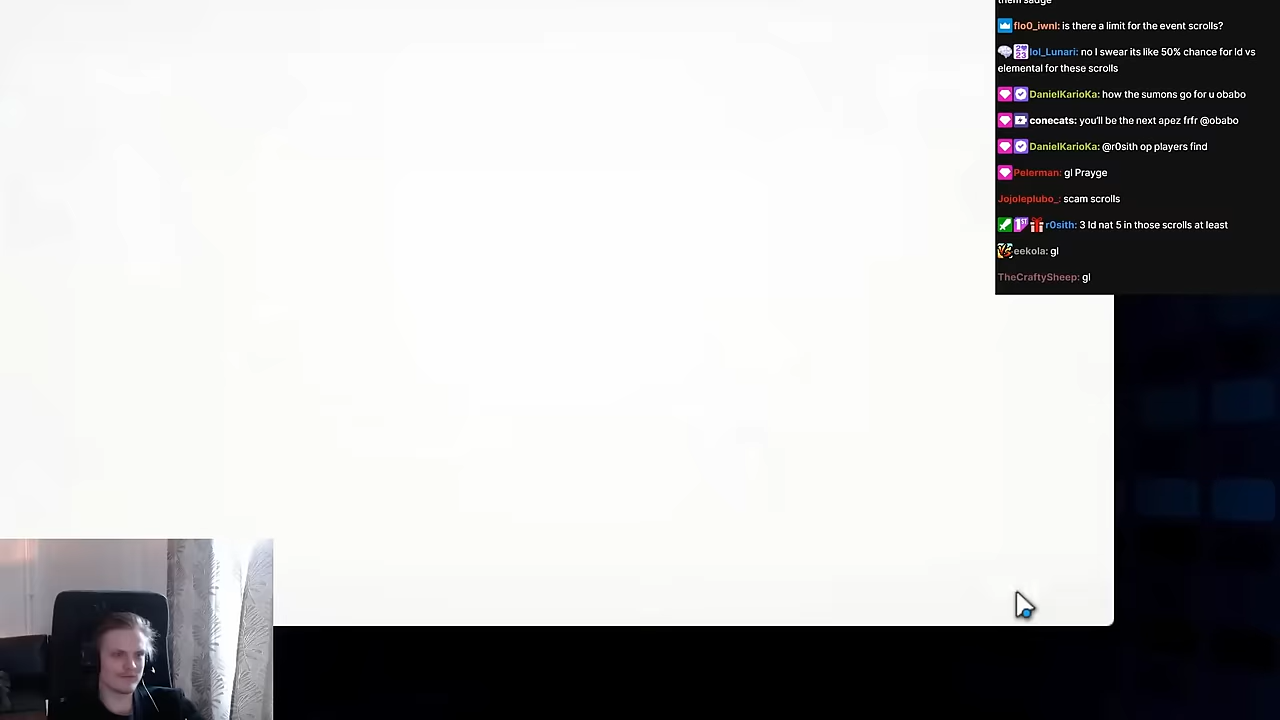 them sadge
flo0_iwnl: is there a limit for the event scrolls?
lol_Lunari: no I swear its like 50% chance for ld vs
elemental for these scrolls
DanielKarioKa: how the sumons go for u obabo
conecats: you'll be the next apez frfr @obabo
DanielKarioKa: @r0sith op players find
Pelerman: gl Prayge
Jojoleplubo_: scam scrolls
r0sith: 3 ld nat 5 in those scrolls at least
eekola: gl
TheCraftySheep: gl